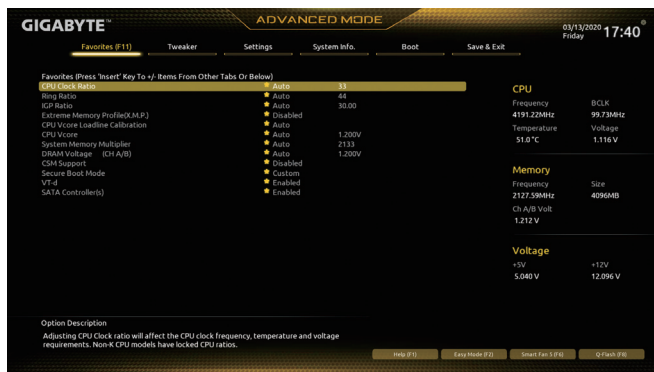 GIGABYTE™
ADVANCED MODE
03/13/2020
Friday
17:40
Favorites (F11) Tweaker Settings System Info. Boot Save & Exit
Favorites (Press 'Insert' Key To +/- Items From Other Tabs Or Below)
CPU Clock Ratio Auto 33
Ring Ratio Auto 44
IGP Ratio Auto 30.00
Extreme Memory Profile(X.M.P.) Disabled
CPU Vcore Loadline Calibration Auto
CPU Vcore Auto 1.200V
System Memory Multiplier Auto 2133
DRAM Voltage (CH A/B) Auto 1.200V
CSM Support Disabled
Secure Boot Mode Custom
VT-d Enabled
SATA Controller(s) Enabled
CPU
Frequency BCLK
4191.22MHz 99.73MHz
Temperature Voltage
51.0 °C 1.116 V
Memory
Frequency Size
2127.59MHz 4096MB
Ch A/B Volt
1.212 V
Voltage
+5V +12V
5.040 V 12.096 V
Option Description
Adjusting CPU Clock ratio will affect the CPU clock frequency, temperature and voltage
requirements. Non-K CPU models have locked CPU ratios.
Help (F1) Easy Mode (F2) Smart Fan 5 (F6) Q-Flash (F8)